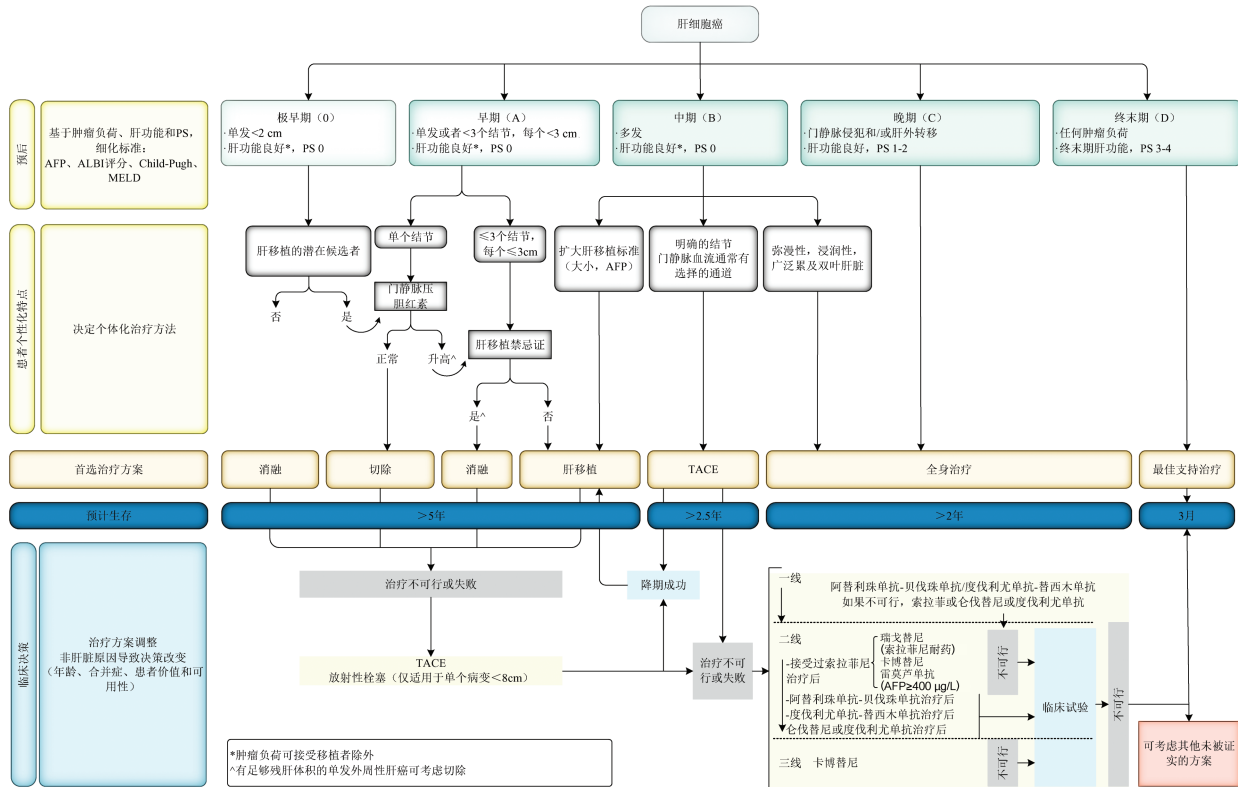 肝细胞癌
预后
基于肿瘤负荷、肝功能和PS,
细化标准：
AFP、ALBI评分、Child-Pugh、
MELD
极早期（0）
·单发<2 cm
·肝功能良好*，PS 0
早期（A）
·单发或者<3个结节，每个<3 cm
·肝功能良好*，PS 0
中期（B）
·多发
·肝功能良好*，PS 0
晚期（C）
·门静脉侵犯和/或肝外转移
·肝功能良好，PS 1-2
终末期（D）
·任何肿瘤负荷
·终末期肝功能，PS 3-4
患者个性化特点
决定个体化治疗方法
肝移植的潜在候选者
否
是
单个结节
门静脉压
胆红素
正常
升高^
≤3个结节，
每个≤3cm
肝移植禁忌证
是^
否
扩大肝移植标准
（大小，AFP）
明确的结节
门静脉血流通常有
选择的通道
弥漫性，浸润性，
广泛累及双叶肝脏
首选治疗方案
消融
切除
消融
肝移植
TACE
全身治疗
最佳支持治疗
预计生存
＞5年
＞2.5年
＞2年
3月
临床决策
治疗方案调整
非肝脏原因导致决策改变
（年龄、合并症、患者价值和可
用性）
治疗不可行或失败
降期成功
TACE
放射性栓塞（仅适用于单个病变＜8cm）
治疗不可
行或失败
一线
阿替利珠单抗-贝伐珠单抗/度伐利尤单抗-替西木单抗
如果不可行，索拉菲或仑伐替尼或度伐利尤单抗
二线
-接受过索拉菲尼
治疗后
瑞戈替尼
(索拉菲尼耐药)
卡博替尼
雷莫芦单抗
(AFP≥400 μg/L)
不可行
-阿替利珠单抗-贝伐珠单抗治疗后
-度伐利尤单抗-替西木单抗治疗后
仑伐替尼或度伐利尤单抗治疗后
临床试验
不可行
三线 卡博替尼
不可行
可考虑其他未被证
实的方案
*肿瘤负荷可接受移植者除外
^有足够残肝体积的单发外周性肝癌可考虑切除